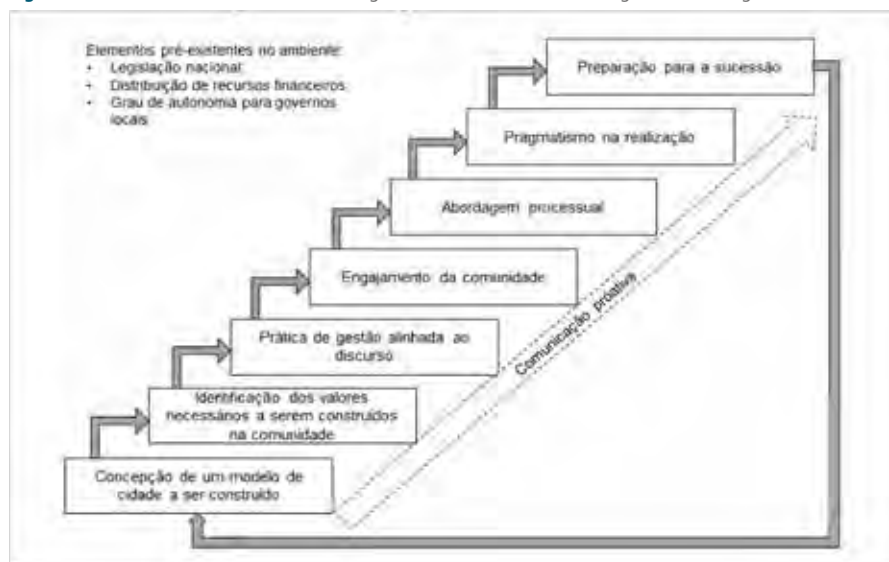 Elementos pré-existentes no ambiente:
• Legislação nacional
• Distribuição de recursos financeiros
• Grau de autonomia para governos
locais
Preparação para a sucessão
Pragmatismo na realização
Abordagem processual
Engajamento da comunidade
Prática de gestão alinhada ao
discurso
Identificação dos valores
necessários a serem construídos
na comunidade
Concepção de um modelo de
cidade a ser construído
Comunicação proativa